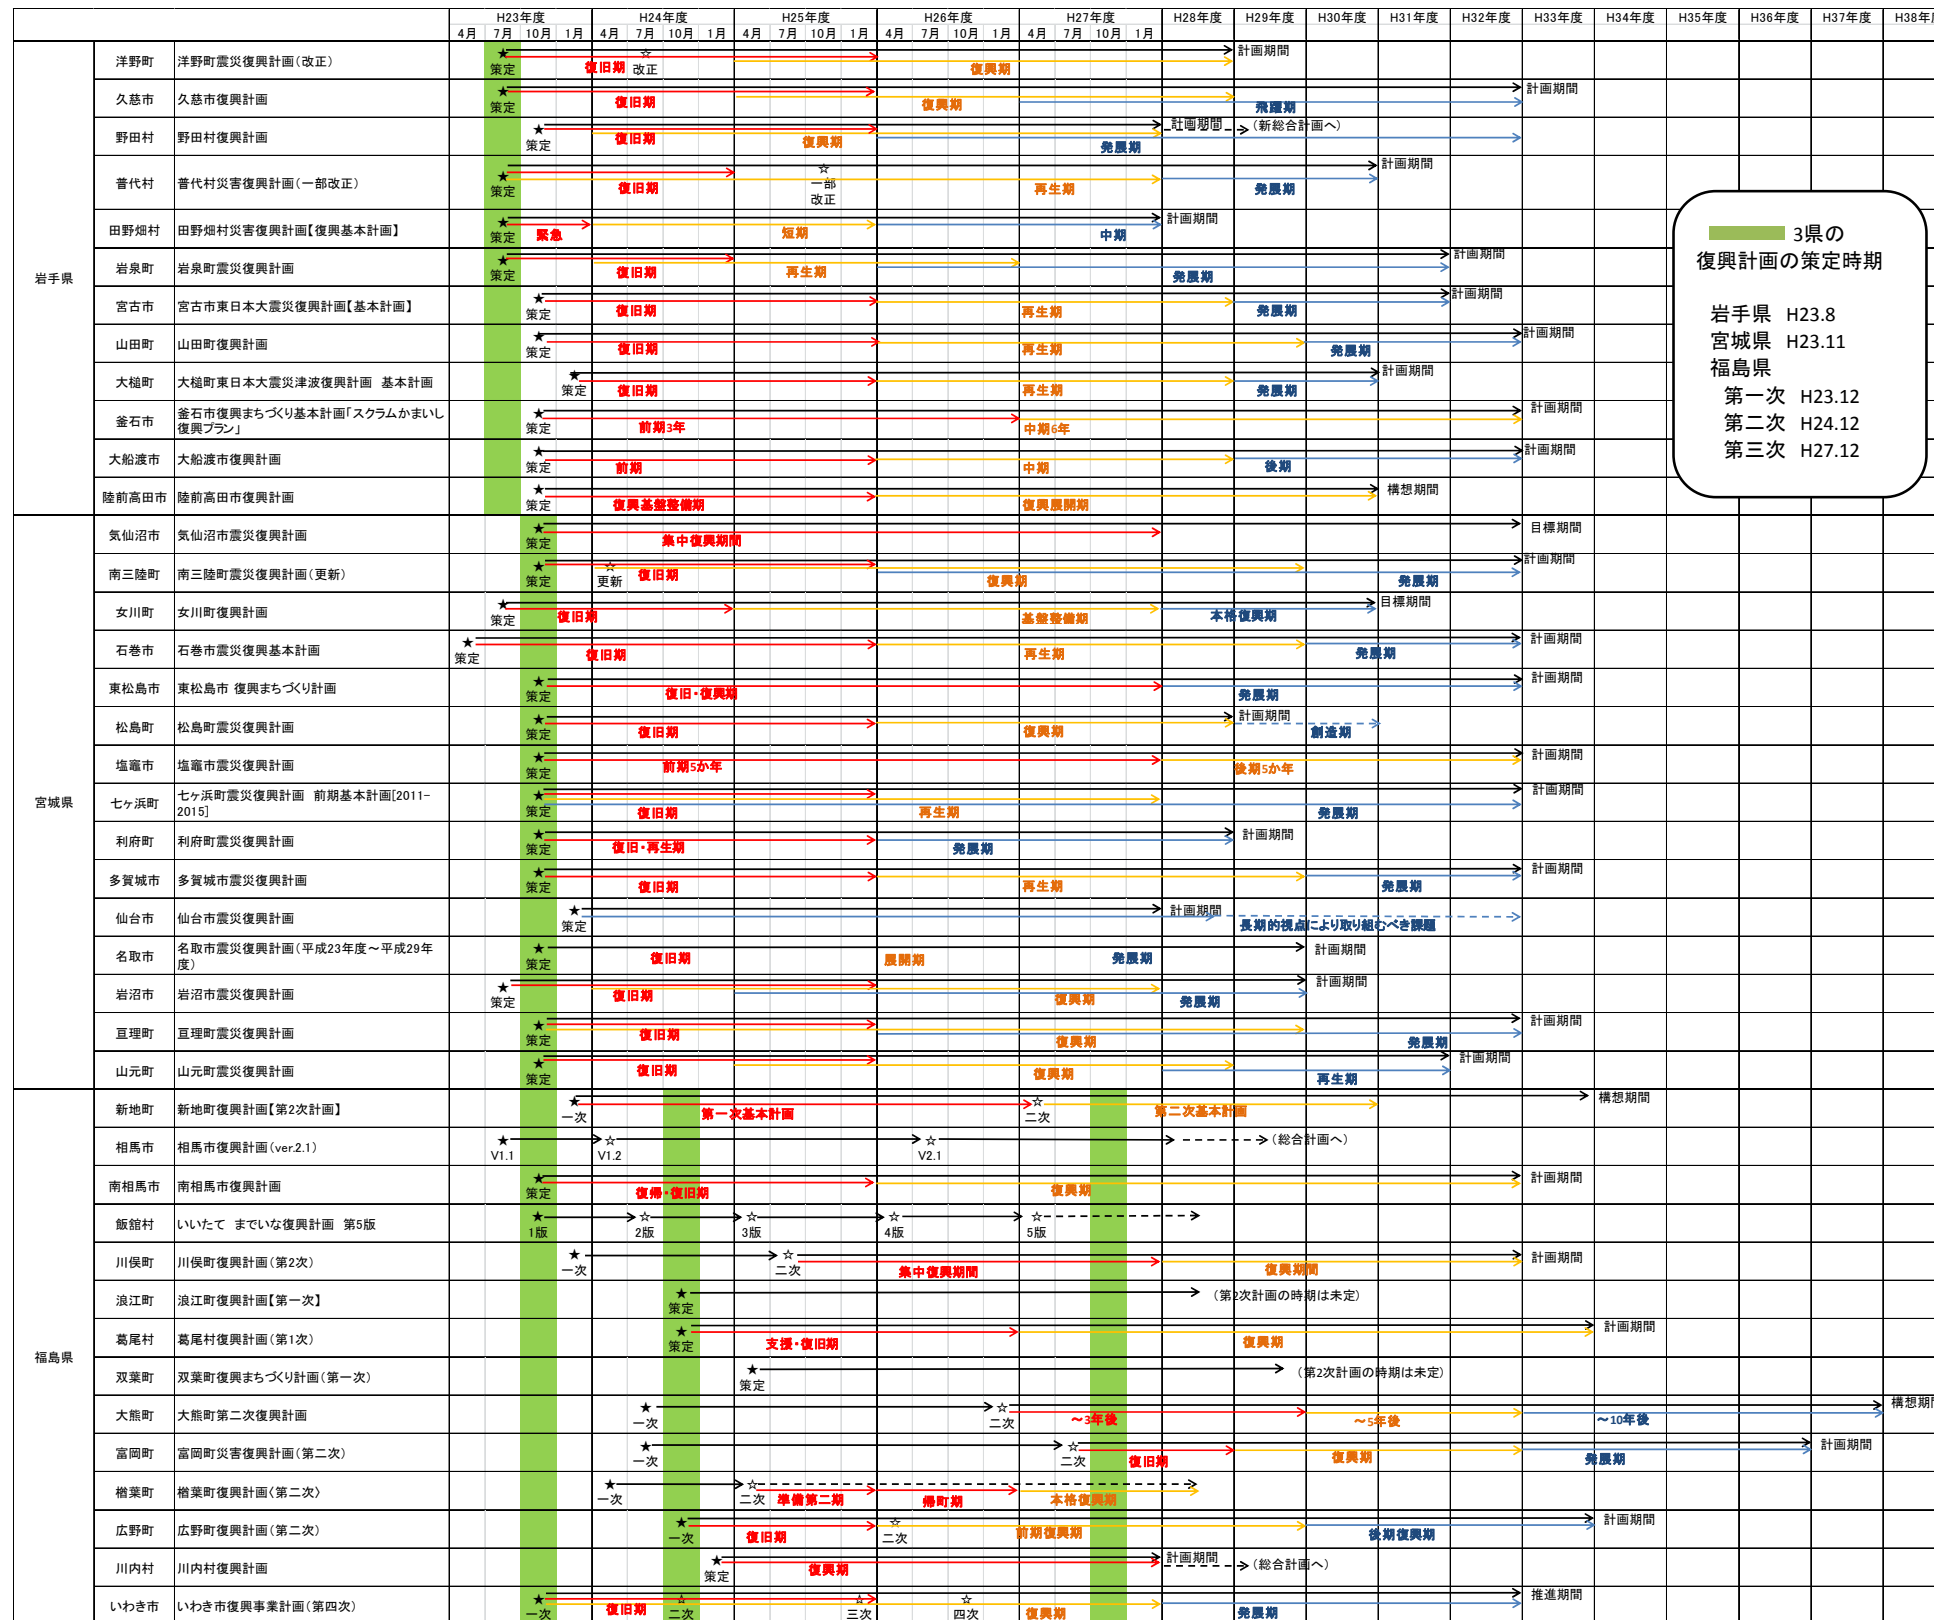 H23年度 H24年度 H25年度 H26年度 H27年度 H28年度 H29年度 H30年度 H31年度 H32年度 H33年度 H34年度 H35年度 H36年度 H37年度 H38年度
4月 7月 10月 1月 4月 7月 10月 1月 4月 7月 10月 1月 4月 7月 10月 1月 4月 7月 10月 1月
岩手県
洋野町 洋野町震災復興計画(改正) ★ 策定 復旧期 ☆ 改正 復興期 計画期間
久慈市 久慈市復興計画 ★ 策定 復旧期 復興期 飛躍期 計画期間
野田村 野田村復興計画 ★ 策定 復旧期 復興期 発展期 計画期間 (新総合計画へ)
普代村 普代村災害復興計画(一部改正) ★ 策定 復旧期 ☆ 一部 改正 再生期 発展期 計画期間
田野畑村 田野畑村災害復興計画【復興基本計画】 ★ 策定 緊急 短期 中期 計画期間
岩泉町 岩泉町震災復興計画 ★ 策定 復旧期 再生期 発展期 計画期間
宮古市 宮古市東日本大震災復興計画【基本計画】 ★ 策定 復旧期 再生期 発展期 計画期間
山田町 山田町復興計画 ★ 策定 復旧期 再生期 発展期 計画期間
大槌町 大槌町東日本大震災津波復興計画 基本計画 ★ 策定 復旧期 再生期 発展期 計画期間
釜石市 釜石市復興まちづくり基本計画「スクラムかまいし
復興プラン」 ★ 策定 前期3年 中期6年 計画期間
大船渡市 大船渡市復興計画 ★ 策定 前期 中期 後期 計画期間
陸前高田市 陸前高田市復興計画 ★ 策定 復興基盤整備期 復興展開期 構想期間
3県の
復興計画の策定時期
岩手県 H23.8
宮城県 H23.11
福島県
第一次 H23.12
第二次 H24.12
第三次 H27.12
宮城県
気仙沼市 気仙沼市震災復興計画 ★ 策定 集中復興期間 目標期間
南三陸町 南三陸町震災復興計画(更新) ★ 策定 ☆ 更新 復旧期 復興期 発展期 計画期間
女川町 女川町復興計画 ★ 策定 復旧期 基盤整備期 本格復興期 目標期間
石巻市 石巻市震災復興基本計画 ★ 策定 復旧期 再生期 発展期 計画期間
東松島市 東松島市 復興まちづくり計画 ★ 策定 復旧・復興期 発展期 計画期間
松島町 松島町震災復興計画 ★ 策定 復旧期 復興期 創造期 計画期間
塩竈市 塩竈市震災復興計画 ★ 策定 前期5か年 後期5か年 計画期間
七ヶ浜町 七ヶ浜町震災復興計画 前期基本計画[2011-
2015] ★ 策定 復旧期 再生期 発展期 計画期間
利府町 利府町震災復興計画 ★ 策定 復旧・再生期 発展期 計画期間
多賀城市 多賀城市震災復興計画 ★ 策定 復旧期 再生期 発展期 計画期間
仙台市 仙台市震災復興計画 ★ 策定 計画期間 長期的視点により取り組むべき課題
名取市 名取市震災復興計画(平成23年度~平成29年
度) ★ 策定 復旧期 展開期 発展期 計画期間
岩沼市 岩沼市震災復興計画 ★ 策定 復旧期 復興期 発展期 計画期間
亘理町 亘理町震災復興計画 ★ 策定 復旧期 復興期 発展期 計画期間
山元町 山元町震災復興計画 ★ 策定 復旧期 復興期 再生期 計画期間
福島県
新地町 新地町復興計画【第2次計画】 ★ 一次 第一次基本計画 ☆ 二次 第二次基本計画 構想期間
相馬市 相馬市復興計画(ver.2.1) ★ V1.1 ☆ V1.2 ☆ V2.1 (総合計画へ)
南相馬市 南相馬市復興計画 ★ 策定 復帰・復旧期 復興期 計画期間
飯舘村 いいたて までいな復興計画 第5版 ★ 1版 ☆ 2版 ☆ 3版 ☆ 4版 ☆ 5版
川俣町 川俣町復興計画(第2次) ★ 一次 ☆ 二次 集中復興期間 復興期間 計画期間
浪江町 浪江町復興計画【第一次】 ★ 策定 (第2次計画の時期は未定)
葛尾村 葛尾村復興計画(第1次) ★ 策定 支援・復旧期 復興期 計画期間
双葉町 双葉町復興まちづくり計画(第一次) ★ 策定 (第2次計画の時期は未定)
大熊町 大熊町第二次復興計画 ★ 一次 ☆ 二次 ~3年後 ~5年後 ~10年後 構想期間
富岡町 富岡町災害復興計画(第二次) ★ 一次 ☆ 二次 復旧期 復興期 発展期 計画期間
楢葉町 楢葉町復興計画〈第二次〉 ★ 一次 ☆ 二次 準備第二期 帰町期 本格復興期
広野町 広野町復興計画(第二次) ★ 一次 復旧期 ☆ 二次 前期復興期 後期復興期 計画期間
川内村 川内村復興計画 ★ 策定 復興期 計画期間 (総合計画へ)
いわき市 いわき市復興事業計画(第四次) ★ 一次 復旧期 ☆ 二次 ☆ 三次 ☆ 四次 復興期 発展期 推進期間